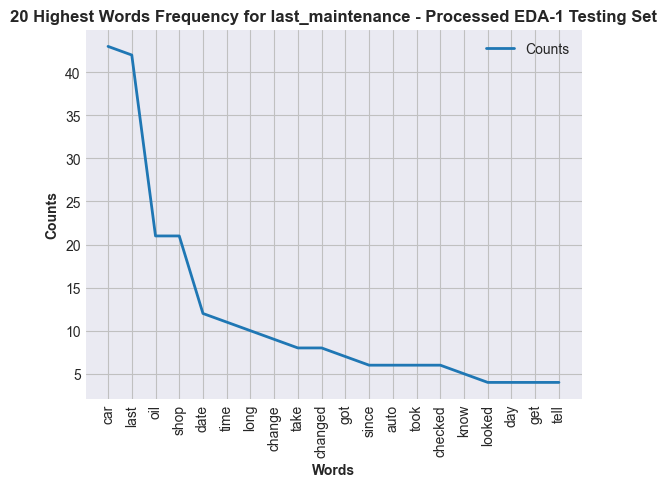 20 Highest Words Frequency for last_maintenance - Processed EDA-1 Testing Set
Counts
Counts
40
35
30
25
20
15
10
5
car
last
oil
shop
date
time
long
change
take
changed
got
since
auto
took
checked
know
looked
day
get
tell
Words